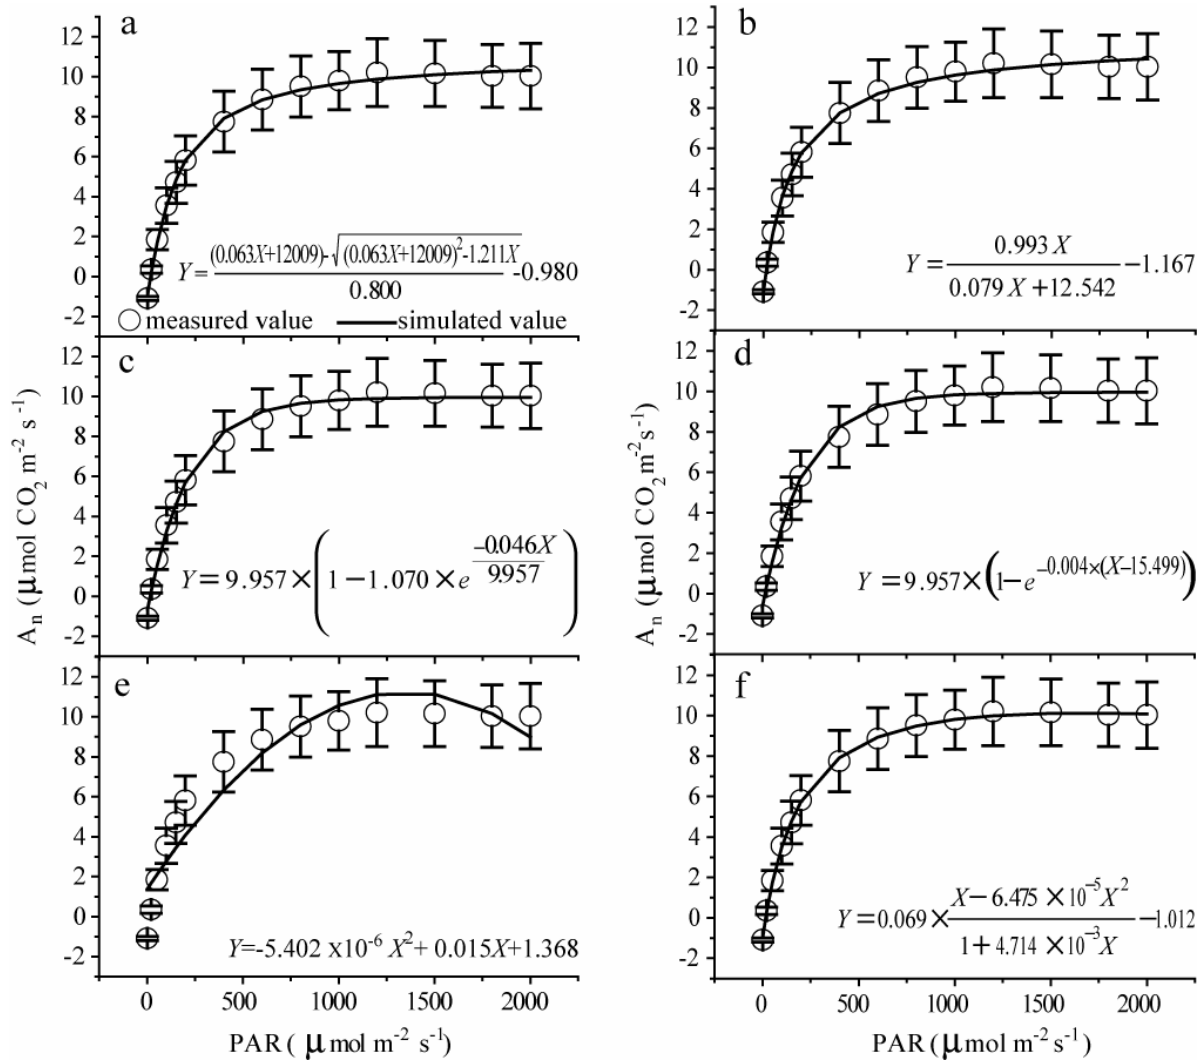 a
12
10
8
6
4
2
0
-2
Y = ((0.063X+12009)-√((0.063X+12009)²-1.211X))/0.800 -0.980
measured value simulated value
b
12
10
8
6
4
2
0
-2
Y = 0.993 X/(0.079 X +12.542) −1.167
c
12
10
8
6
4
2
0
-2
Y = 9.957 × (1 − 1.070 × e^(−0.046X/9.957))
Aₙ (μmol CO₂ m⁻² s⁻¹)
d
12
10
8
6
4
2
0
-2
Y = 9.957 × (1−e^(−0.004×(X−15.499)))
Aₙ (μmol CO₂ m⁻² s⁻¹)
e
12
10
8
6
4
2
0
-2
Y=-5.402 x10⁻⁶ X²+ 0.015X+1.368
0 500 1000 1500 2000
PAR ( μ mol m⁻² s⁻¹)
f
12
10
8
6
4
2
0
-2
Y = 0.069 × (X − 6.475 × 10⁻⁵X²)/(1 + 4.714 × 10⁻³X) −1.012
0 500 1000 1500 2000
PAR ( μ mol m⁻² s⁻¹)